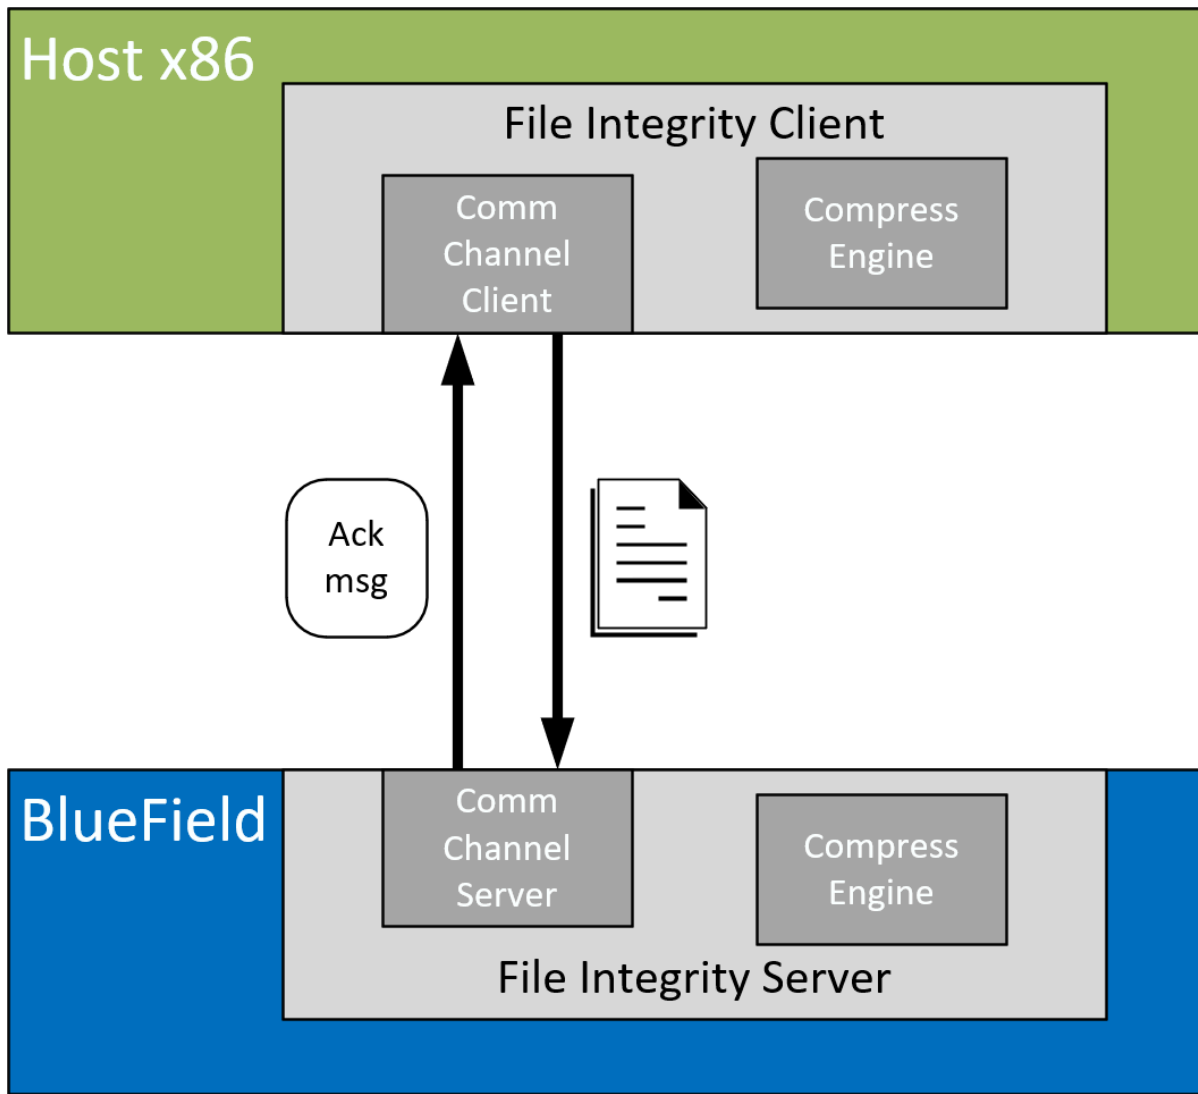 Host x86
File Integrity Client
Comm
Channel
Client
Compress
Engine
Ack
msg
BlueField
Comm
Channel
Server
Compress
Engine
File Integrity Server